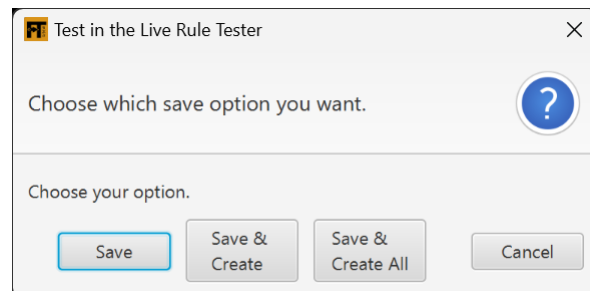 FT Test in the Live Rule Tester
Choose which save option you want.
?
Choose your option.
Save
Save &
Create
Save &
Create All
Cancel